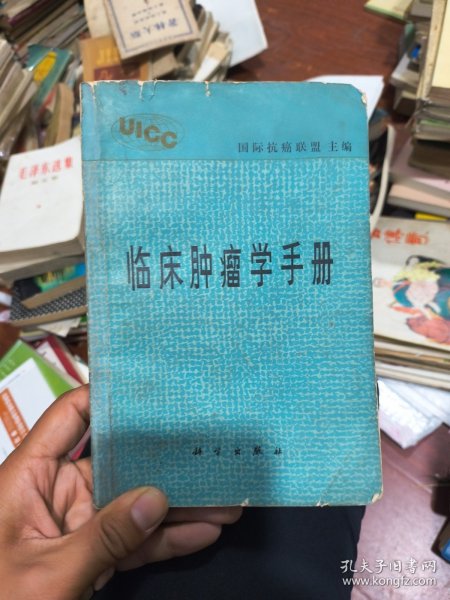 UICC
国际抗癌联盟 主编
临床肿瘤学手册
科学出版社
毛泽东选集
孔夫子旧书网
www.kongfz.com